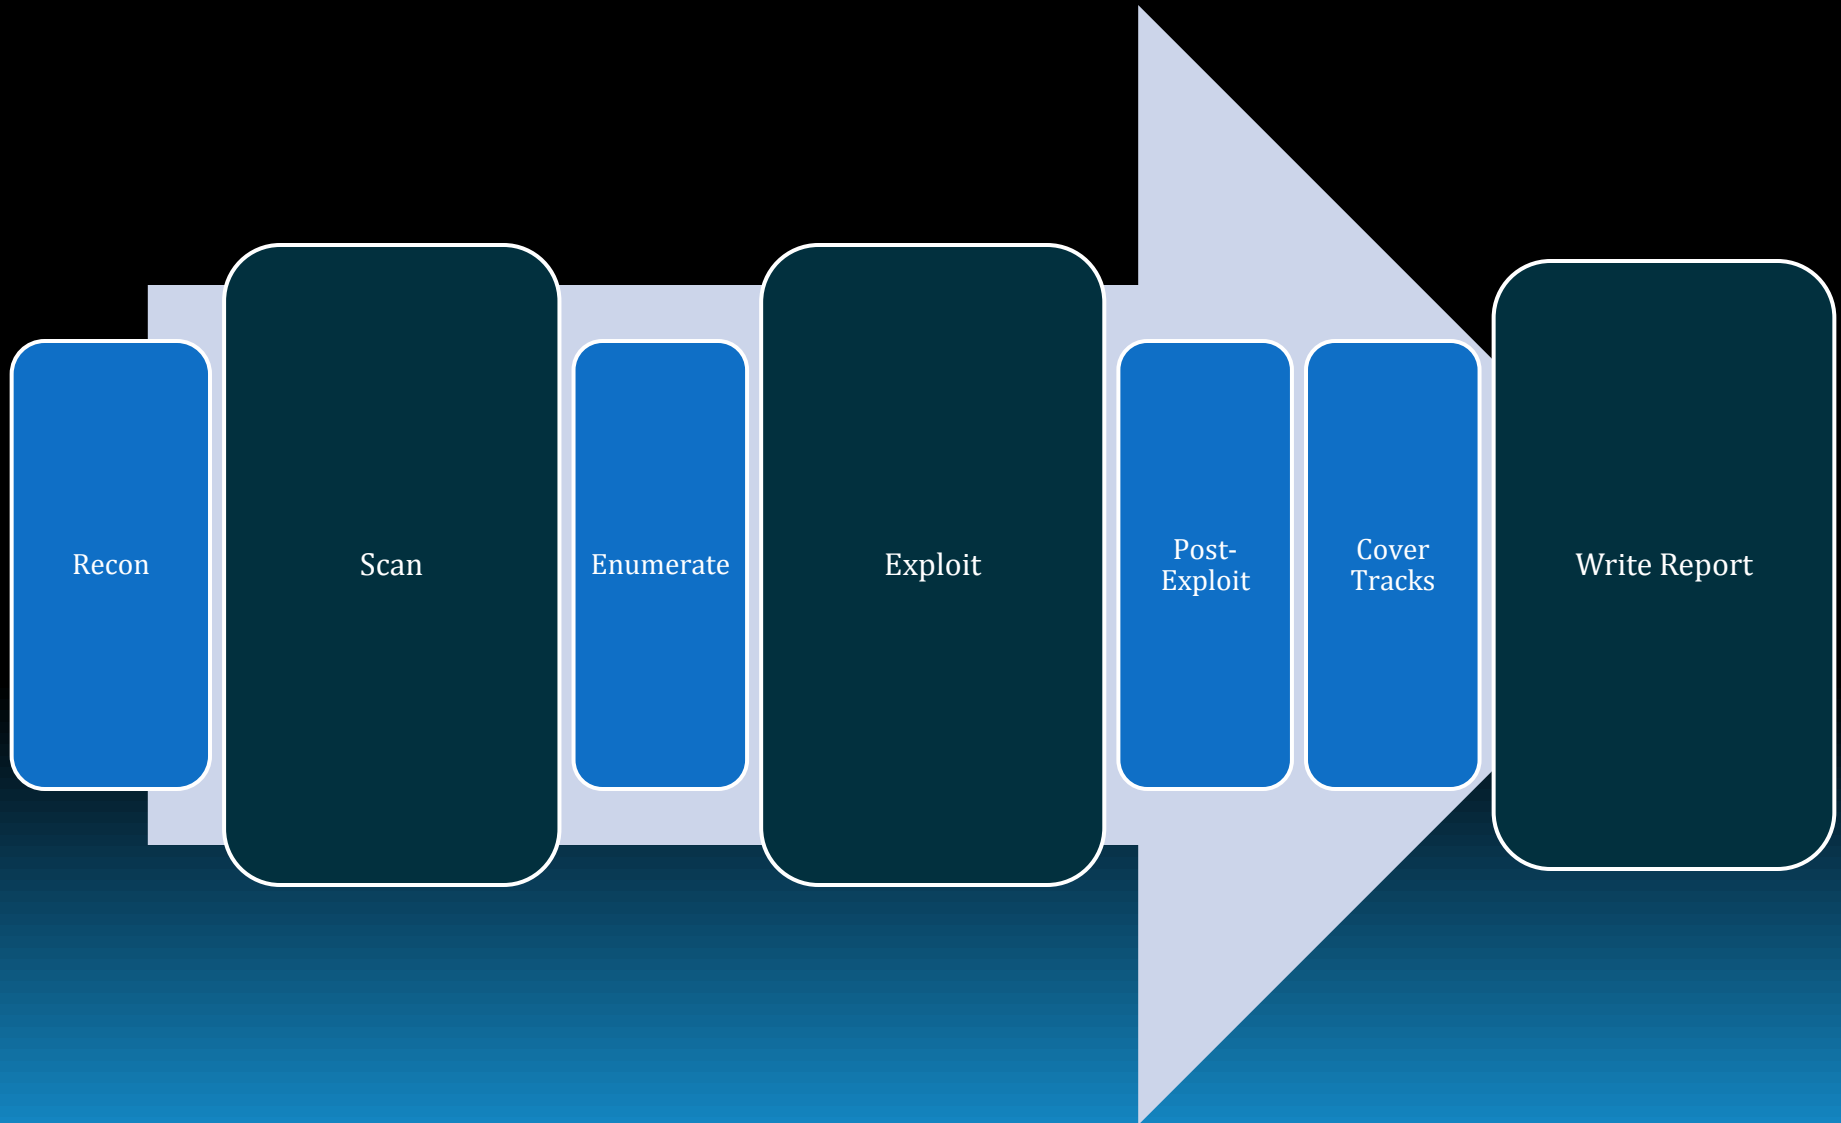 Recon
Scan
Enumerate
Exploit
Post-
Exploit
Cover
Tracks
Write Report